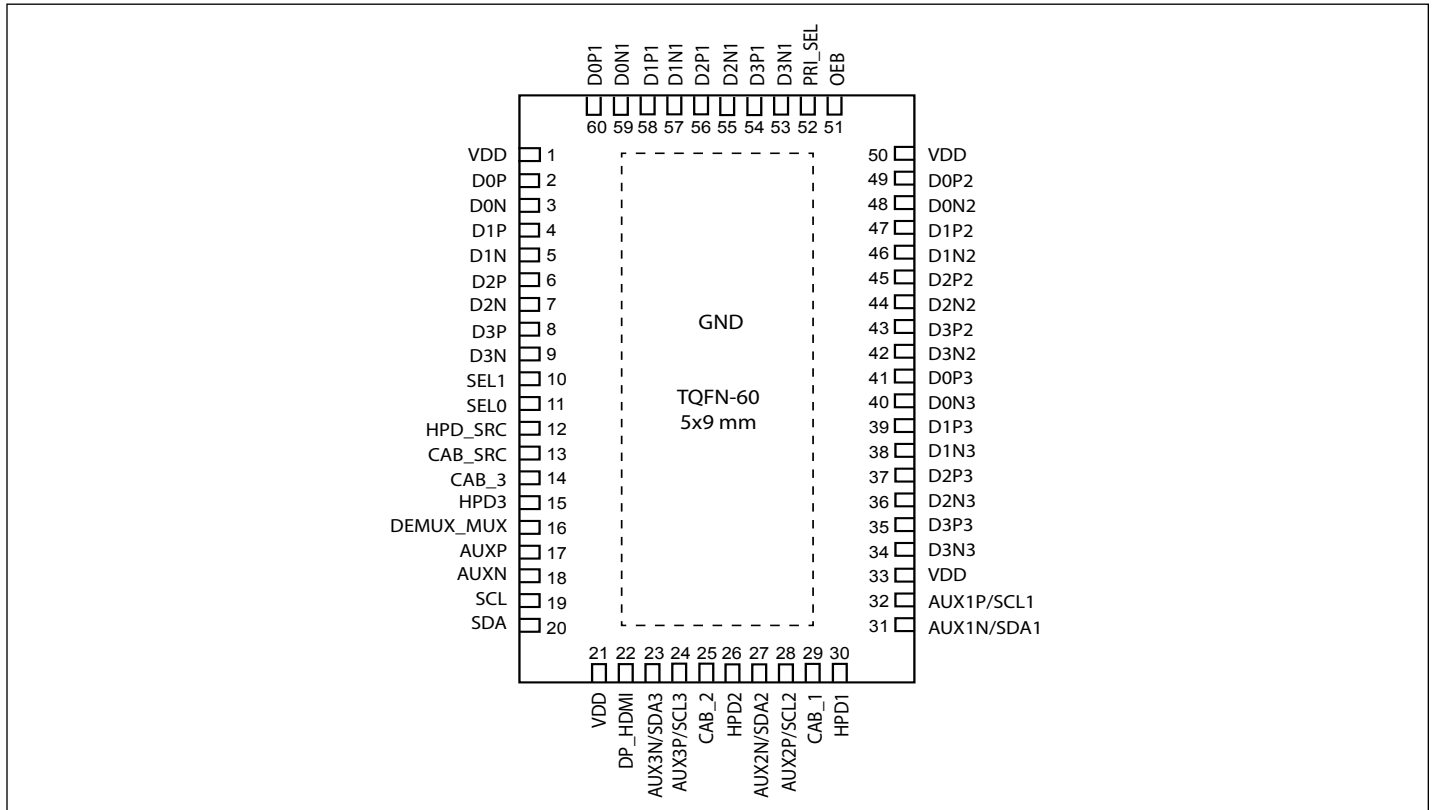 D0P1
D0N1
D1P1
D1N1
D2P1
D2N1
D3P1
D3N1
PRI_SEL
OEB
60 59 58 57 56 55 54 53 52 51
VDD 1
D0P 2
D0N 3
D1P 4
D1N 5
D2P 6
D2N 7
D3P 8
D3N 9
SEL1 10
SEL0 11
HPD_SRC 12
CAB_SRC 13
CAB_3 14
HPD3 15
DEMUX_MUX 16
AUXP 17
AUXN 18
SCL 19
SDA 20
GND
TQFN-60
5x9 mm
50 VDD
49 D0P2
48 D0N2
47 D1P2
46 D1N2
45 D2P2
44 D2N2
43 D3P2
42 D3N2
41 D0P3
40 D0N3
39 D1P3
38 D1N3
37 D2P3
36 D2N3
35 D3P3
34 D3N3
33 VDD
32 AUX1P/SCL1
31 AUX1N/SDA1
21 22 23 24 25 26 27 28 29 30
VDD
DP_HDMI
AUX3N/SDA3
AUX3P/SCL3
CAB_2
HPD2
AUX2N/SDA2
AUX2P/SCL2
CAB_1
HPD1